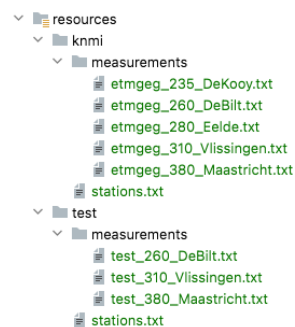 resources
knmi
measurements
etmgeg_235_DeKooy.txt
etmgeg_260_DeBilt.txt
etmgeg_280_Eelde.txt
etmgeg_310_Vlissingen.txt
etmgeg_380_Maastricht.txt
stations.txt
test
measurements
test_260_DeBilt.txt
test_310_Vlissingen.txt
test_380_Maastricht.txt
stations.txt